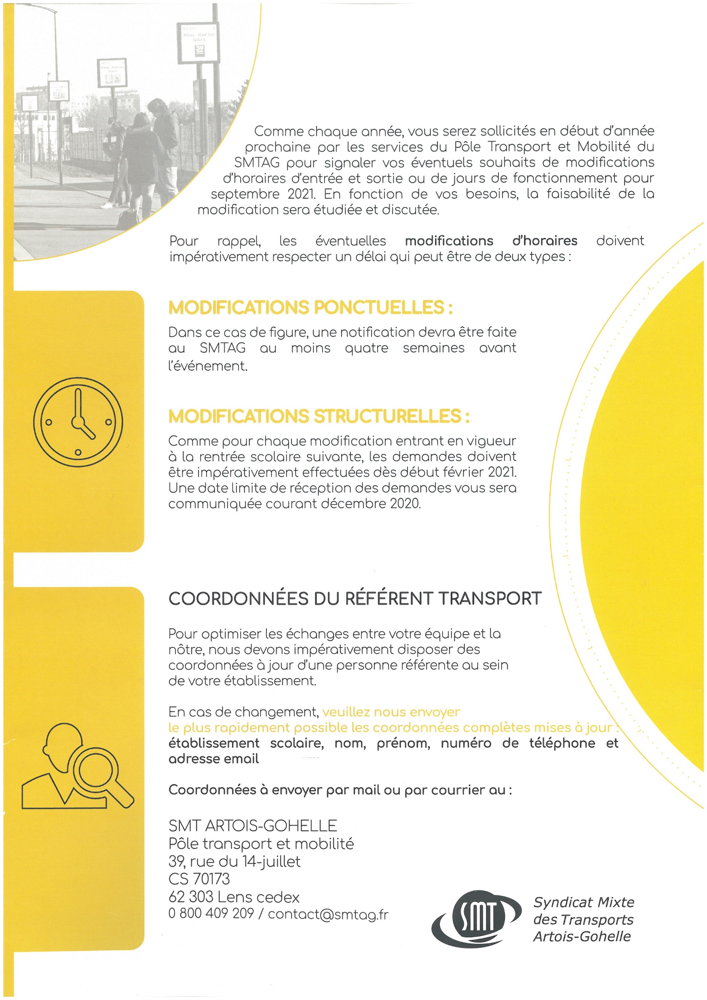 BEHAL - JEAN ZAY
QUAI 5
Comme chaque année, vous serez sollicités en début d'année
prochaine par les services du Pôle Transport et Mobilité du
SMTAG pour signaler vos éventuels souhaits de modifications
d'horaires d'entrée et sortie ou de jours de fonctionnement pour
septembre 2021. En fonction de vos besoins, la faisabilité de la
modification sera étudiée et discutée.
Pour rappel, les éventuelles modifications d'horaires doivent
impérativement respecter un délai qui peut être de deux types :
MODIFICATIONS PONCTUELLES :
Dans ce cas de figure, une notification devra être faite
au SMTAG au moins quatre semaines avant
l'événement.
MODIFICATIONS STRUCTURELLES :
Comme pour chaque modification entrant en vigueur
à la rentrée scolaire suivante, les demandes doivent
être impérativement effectuées dès début février 2021.
Une date limite de réception des demandes vous sera
communiquée courant décembre 2020.
COORDONNÉES DU RÉFÉRENT TRANSPORT
Pour optimiser les échanges entre votre équipe et la
nôtre, nous devons impérativement disposer des
coordonnées à jour d'une personne référente au sein
de votre établissement.
En cas de changement, veuillez nous envoyer
le plus rapidement possible les coordonnées complètes mises à jour :
établissement scolaire, nom, prénom, numéro de téléphone et
adresse email
Coordonnées à envoyer par mail ou par courrier au :
SMT ARTOIS-GOHELLE
Pôle transport et mobilité
39, rue du 14-juillet
CS 70173
62 303 Lens cedex
0 800 409 209 / contact@smtag.fr
SMT
Syndicat Mixte
des Transports
Artois-Gohelle